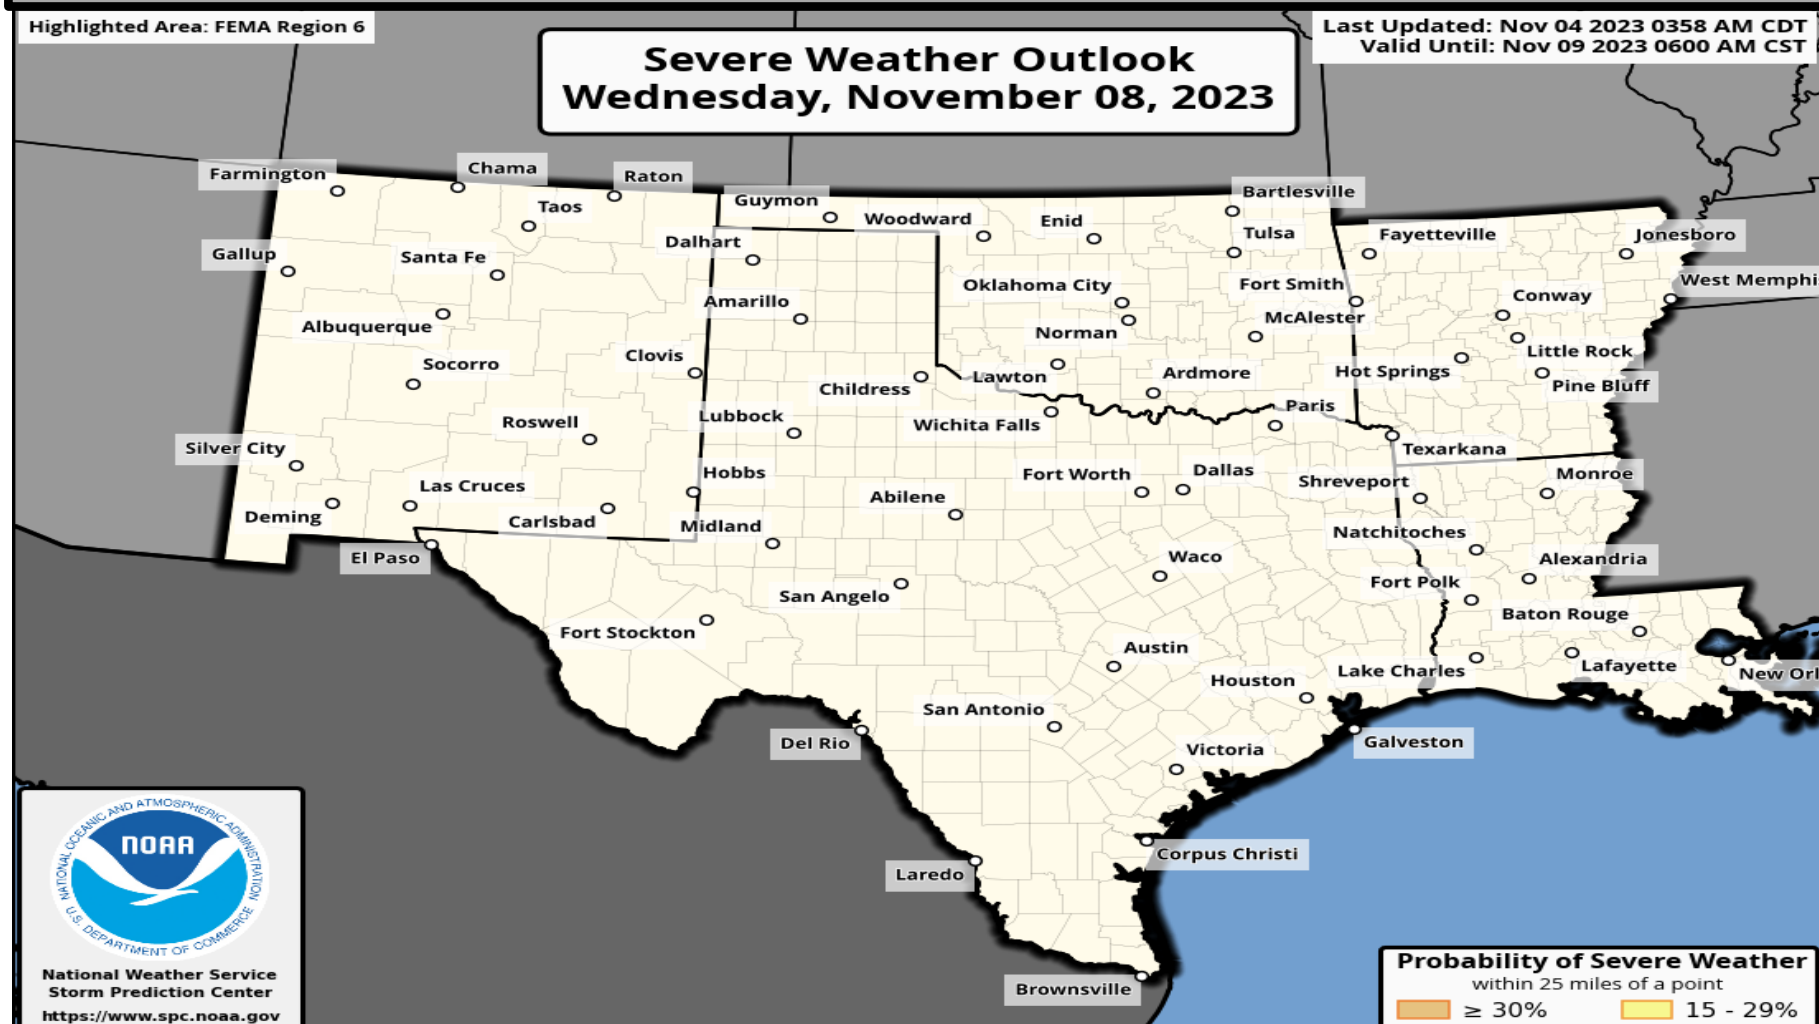 Highlighted Area: FEMA Region 6
Severe Weather Outlook
Wednesday, November 08, 2023
Last Updated: Nov 04 2023 0358 AM CDT
Valid Until: Nov 09 2023 0600 AM CST
Farmington
Chama
Raton
Taos
Guymon
Woodward
Enid
Bartlesville
Gallup
Santa Fe
Dalhart
Tulsa
Fayetteville
Jonesboro
Albuquerque
Amarillo
Oklahoma City
Fort Smith
Conway
West Memphi
Norman
McAlester
Socorro
Clovis
Childress
Lawton
Ardmore
Hot Springs
Little Rock
Pine Bluff
Roswell
Lubbock
Wichita Falls
Paris
Silver City
Texarkana
Las Cruces
Hobbs
Abilene
Fort Worth
Dallas
Shreveport
Monroe
Deming
Carlsbad
Midland
Natchitoches
El Paso
San Angelo
Waco
Fort Polk
Alexandria
Fort Stockton
Austin
Baton Rouge
Houston
Lake Charles
Lafayette
New Orl
San Antonio
Del Rio
Victoria
Galveston
Laredo
Corpus Christi
Brownsville
NATIONAL OCEANIC AND ATMOSPHERIC ADMINISTRATION
NOAA
U.S. DEPARTMENT OF COMMERCE
National Weather Service
Storm Prediction Center
https://www.spc.noaa.gov
Probability of Severe Weather
within 25 miles of a point
≥ 30%
15 - 29%